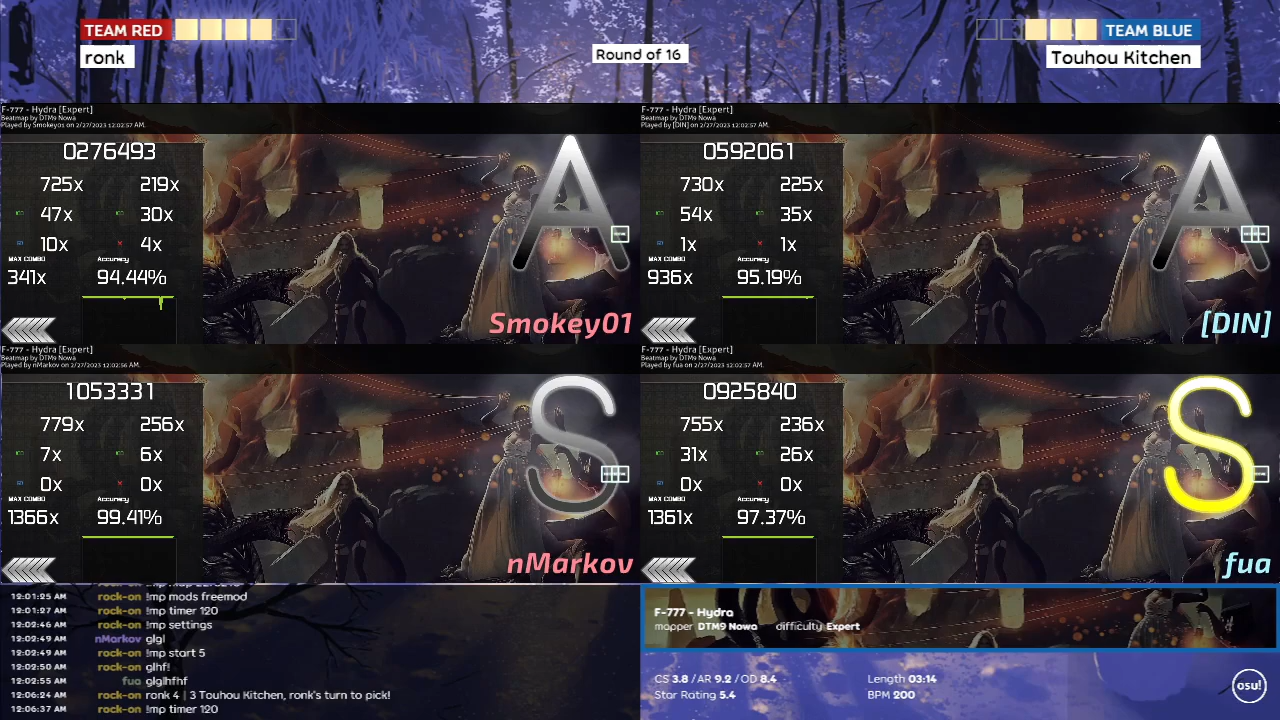 TEAM RED
TEAM BLUE
ronk
Round of 16
Touhou Kitchen
F-777 - Hydra [Expert]
Beatmap by DTM9 Nowa
Played by Smokey01 on 2/27/2023 12:02:57 AM.
0276493
725x 219x
47x 30x
10x 4x
MAX COMBO Accuracy
341x 94.44%
A
Smokey01
F-777 - Hydra [Expert]
Beatmap by DTM9 Nowa
Played by [DIN] on 2/27/2023 12:02:57 AM.
0592061
730x 225x
54x 35x
1x 1x
MAX COMBO Accuracy
936x 95.19%
A
[DIN]
F-777 - Hydra [Expert]
Beatmap by DTM9 Nowa
Played by nMarkov on 2/27/2023 12:02:56 AM.
1053331
779x 256x
7x 6x
0x 0x
MAX COMBO Accuracy
1366x 99.41%
S
nMarkov
F-777 - Hydra [Expert]
Beatmap by DTM9 Nowa
Played by fua on 2/27/2023 12:02:57 AM.
0925840
755x 236x
31x 26x
0x 0x
MAX COMBO Accuracy
1361x 97.37%
S
fua
12:01:25 AM rock-on !mp mods freemod
12:01:27 AM rock-on !mp timer 120
12:02:46 AM rock-on !mp settings
12:02:49 AM nMarkov glgl
12:02:49 AM rock-on !mp start 5
12:02:50 AM rock-on glhf!
12:02:55 AM fua glglhfhf
12:06:24 AM rock-on ronk 4 | 3 Touhou Kitchen, ronk's turn to pick!
12:06:37 AM rock-on !mp timer 120
F-777 - Hydra
mapper DTM9 Nowa difficulty Expert
CS 3.8 / AR 9.2 / OD 8.4
Star Rating 5.4
Length 03:14
BPM 200
osu!